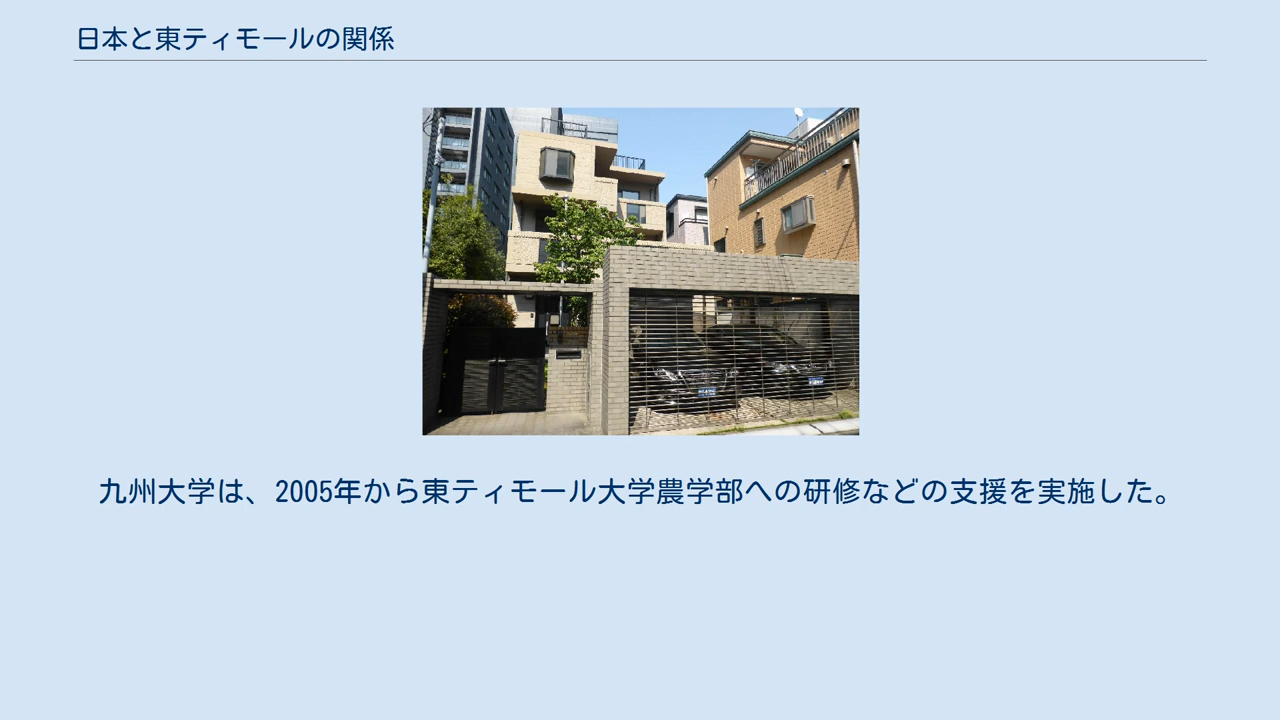 日本と東ティモールの関係
九州大学は、2005年から東ティモール大学農学部への研修などの支援を実施した。